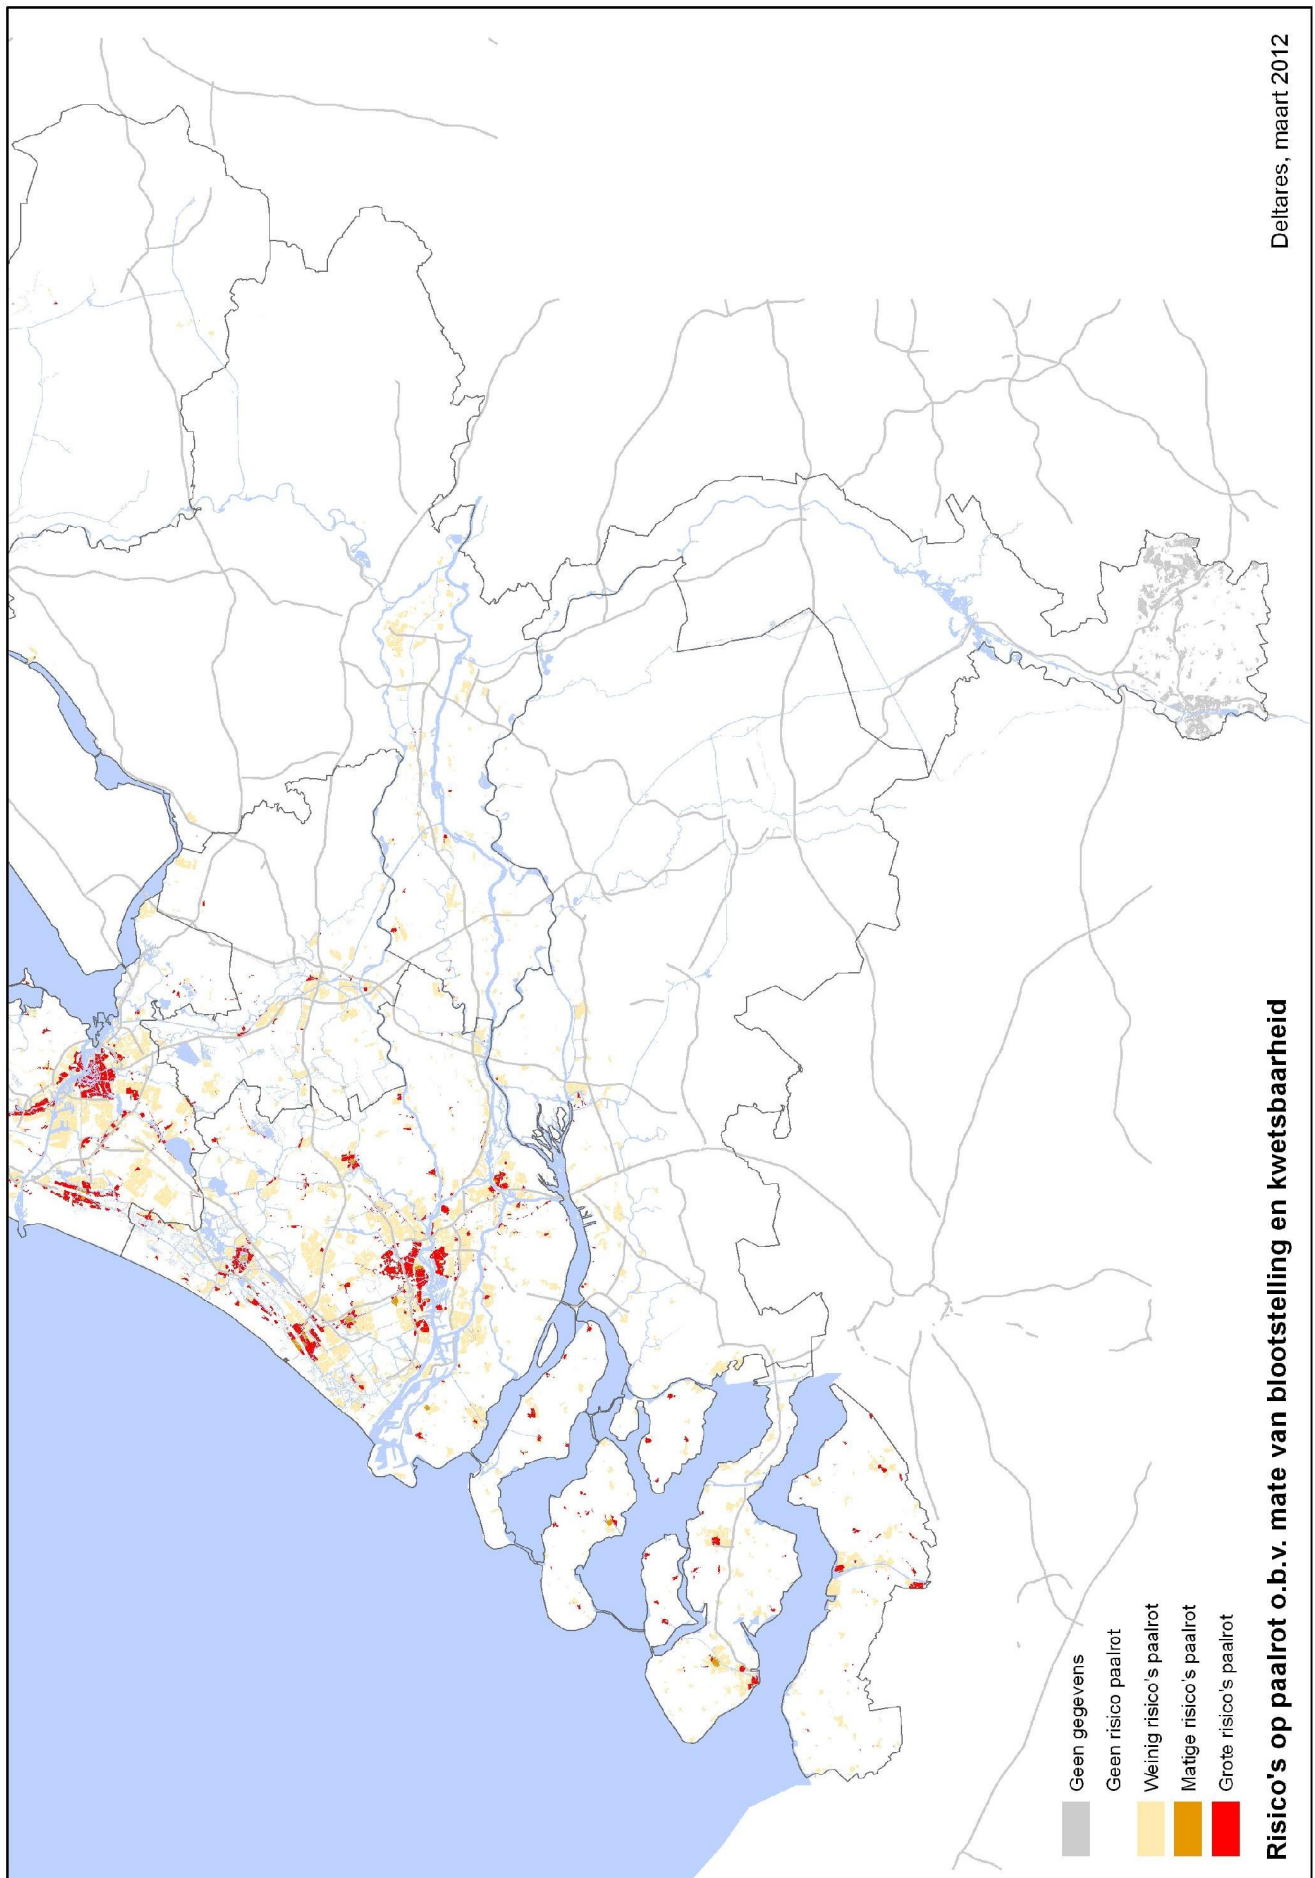 Deltares, maart 2012
Geen gegevens
Geen risico paalrot
Weinig risico's paalrot
Matige risico's paalrot
Grote risico's paalrot
Risico's op paalrot o.b.v. mate van blootstelling en kwetsbaarheid